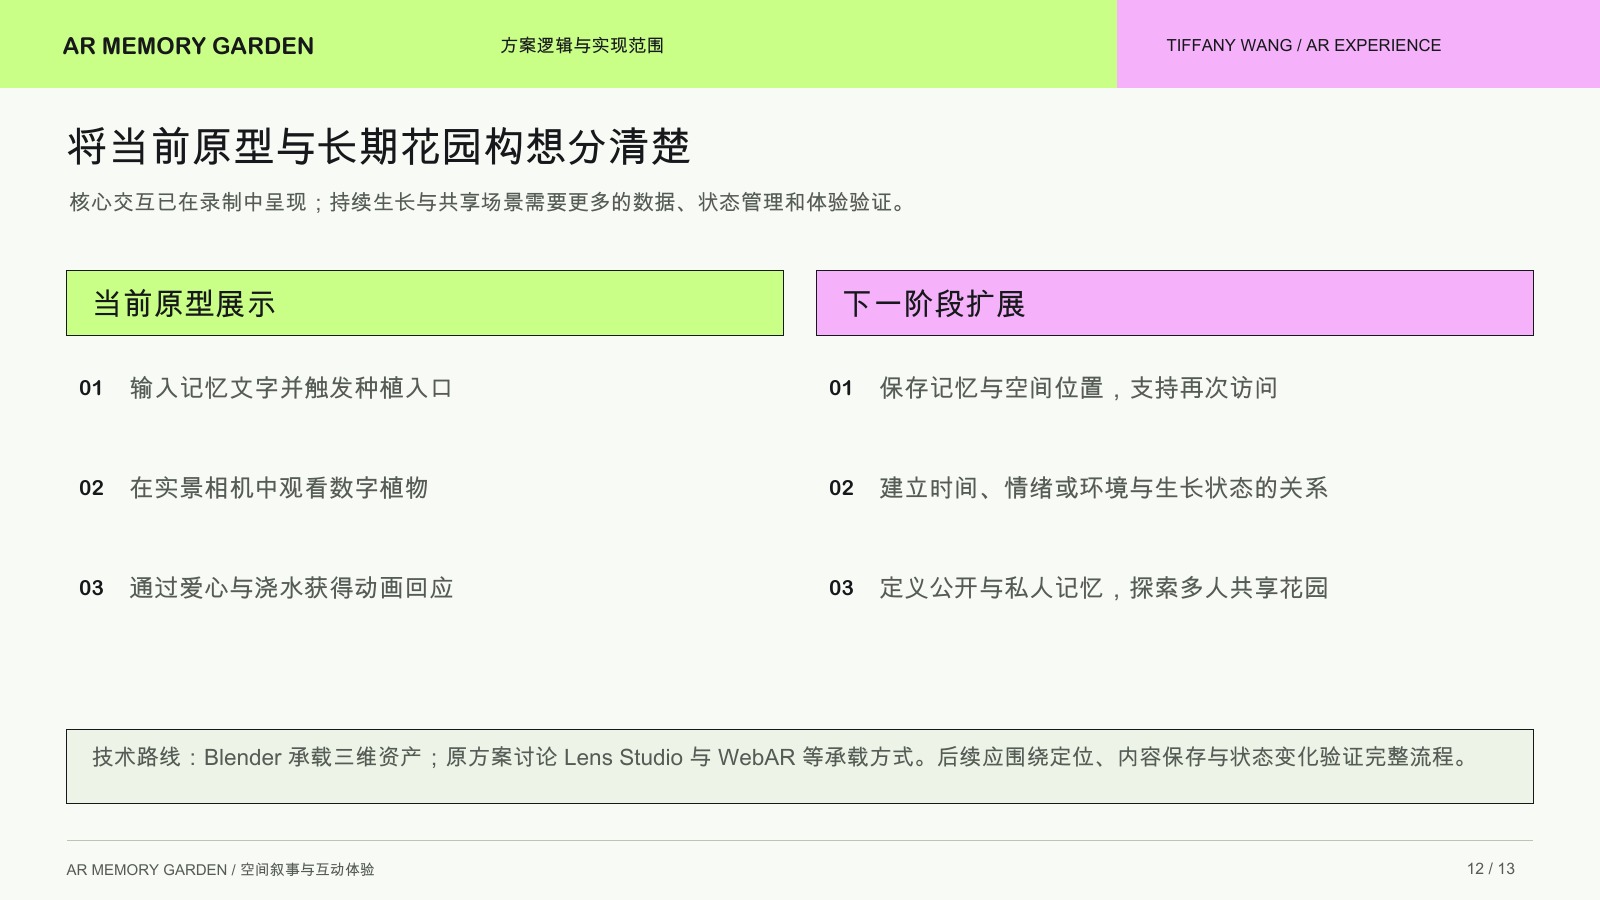 AR MEMORY GARDEN
方案逻辑与实现范围
TIFFANY WANG / AR EXPERIENCE
将当前原型与长期花园构想分清楚
核心交互已在录制中呈现；持续生长与共享场景需要更多的数据、状态管理和体验验证。
当前原型展示
01 输入记忆文字并触发种植入口
02 在实景相机中观看数字植物
03 通过爱心与浇水获得动画回应
下一阶段扩展
01 保存记忆与空间位置，支持再次访问
02 建立时间、情绪或环境与生长状态的关系
03 定义公开与私人记忆，探索多人共享花园
技术路线：Blender 承载三维资产；原方案讨论 Lens Studio 与 WebAR 等承载方式。后续应围绕定位、内容保存与状态变化验证完整流程。
AR MEMORY GARDEN / 空间叙事与互动体验
12 / 13